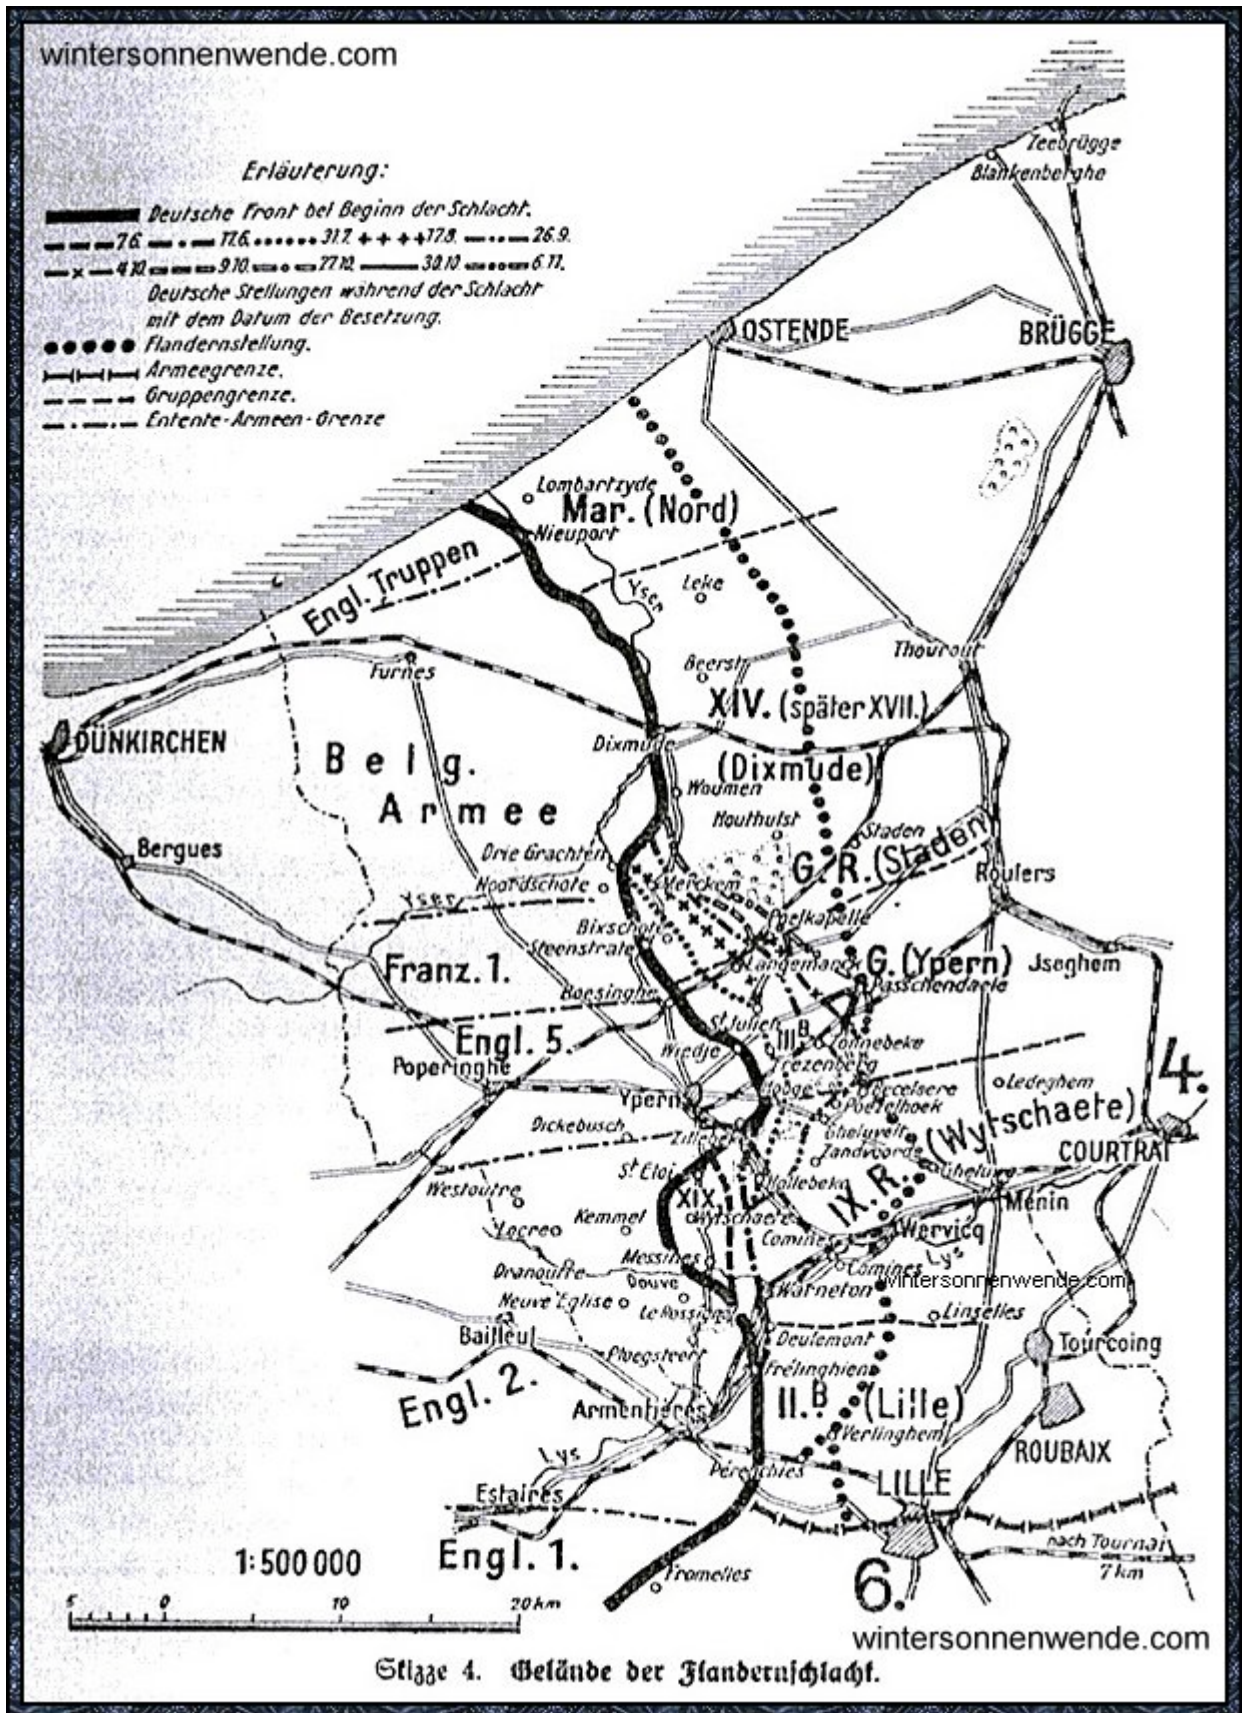 wintersonnenwende.com
Erläuterung:
Deutsche Front bei Beginn der Schlacht.
7.6. 17.6. 31.7. 17.8. 26.9.
4.10. 9.10. 27.10. 30.10. 6.11.
Deutsche Stellungen während der Schlacht
mit dem Datum der Besetzung.
Flandernstellung.
Armeegrenze.
Gruppengrenze.
Entente-Armeen-Grenze
Zeebrügge
Blankenberghe
OSTENDE
BRÜGGE
Lombartzyde
Mar. (Nord)
Nieuport
Engl. Truppen
Yser
Leke
Thourout
Beerst
Furnes
XIV. (später XVII.)
DÜNKIRCHEN
Dixmude
(Dixmude)
Belg.
Armee
Woumen
Houthulst
Staden
Bergues
Drie Grachten
G. R. (Staden)
Roulers
Noordschote
Merckem
Yser
Poelkapelle
Bixschote
Steenstrate
Langemarck
G. (Ypern)
Jseghem
Franz. 1.
Passchendaele
Boesinghe
St Julien
Engl. 5.
Wieltje
III.B
Zonnebeke
Frezenberg
4.
Poperinghe
Hooge
Becelaere
Ledeghem
Ypern
Poezelhoek
Dickebusch
Zillebeke
Gheluvelt
(Wytschaete)
COURTRAI
Zandvoorde
St Eloi
Gheluwe
Hollebeke
Westoutre
XIX.
IX. R.
Menin
Locre
Kemmel
Wytschaete
Comines
Wervicq
Lys
Messines
Comines
Dranoutre
Douve
Warneton
wintersonnenwende.com
Neuve Eglise
Le Rossignol
Linselles
Bailleul
Deulemont
Tourcoing
Ploegsteert
Frélinghien
Engl. 2.
Armentières
II.B (Lille)
Verlinghem
ROUBAIX
Lys
Pérenchies
LILLE
Estaires
Engl. 1.
nach Tournai
7 km
1:500 000
Fromelles
6.
5 0 10 20 km
wintersonnenwende.com
Skizze 4. Gelände der Flandernschlacht.